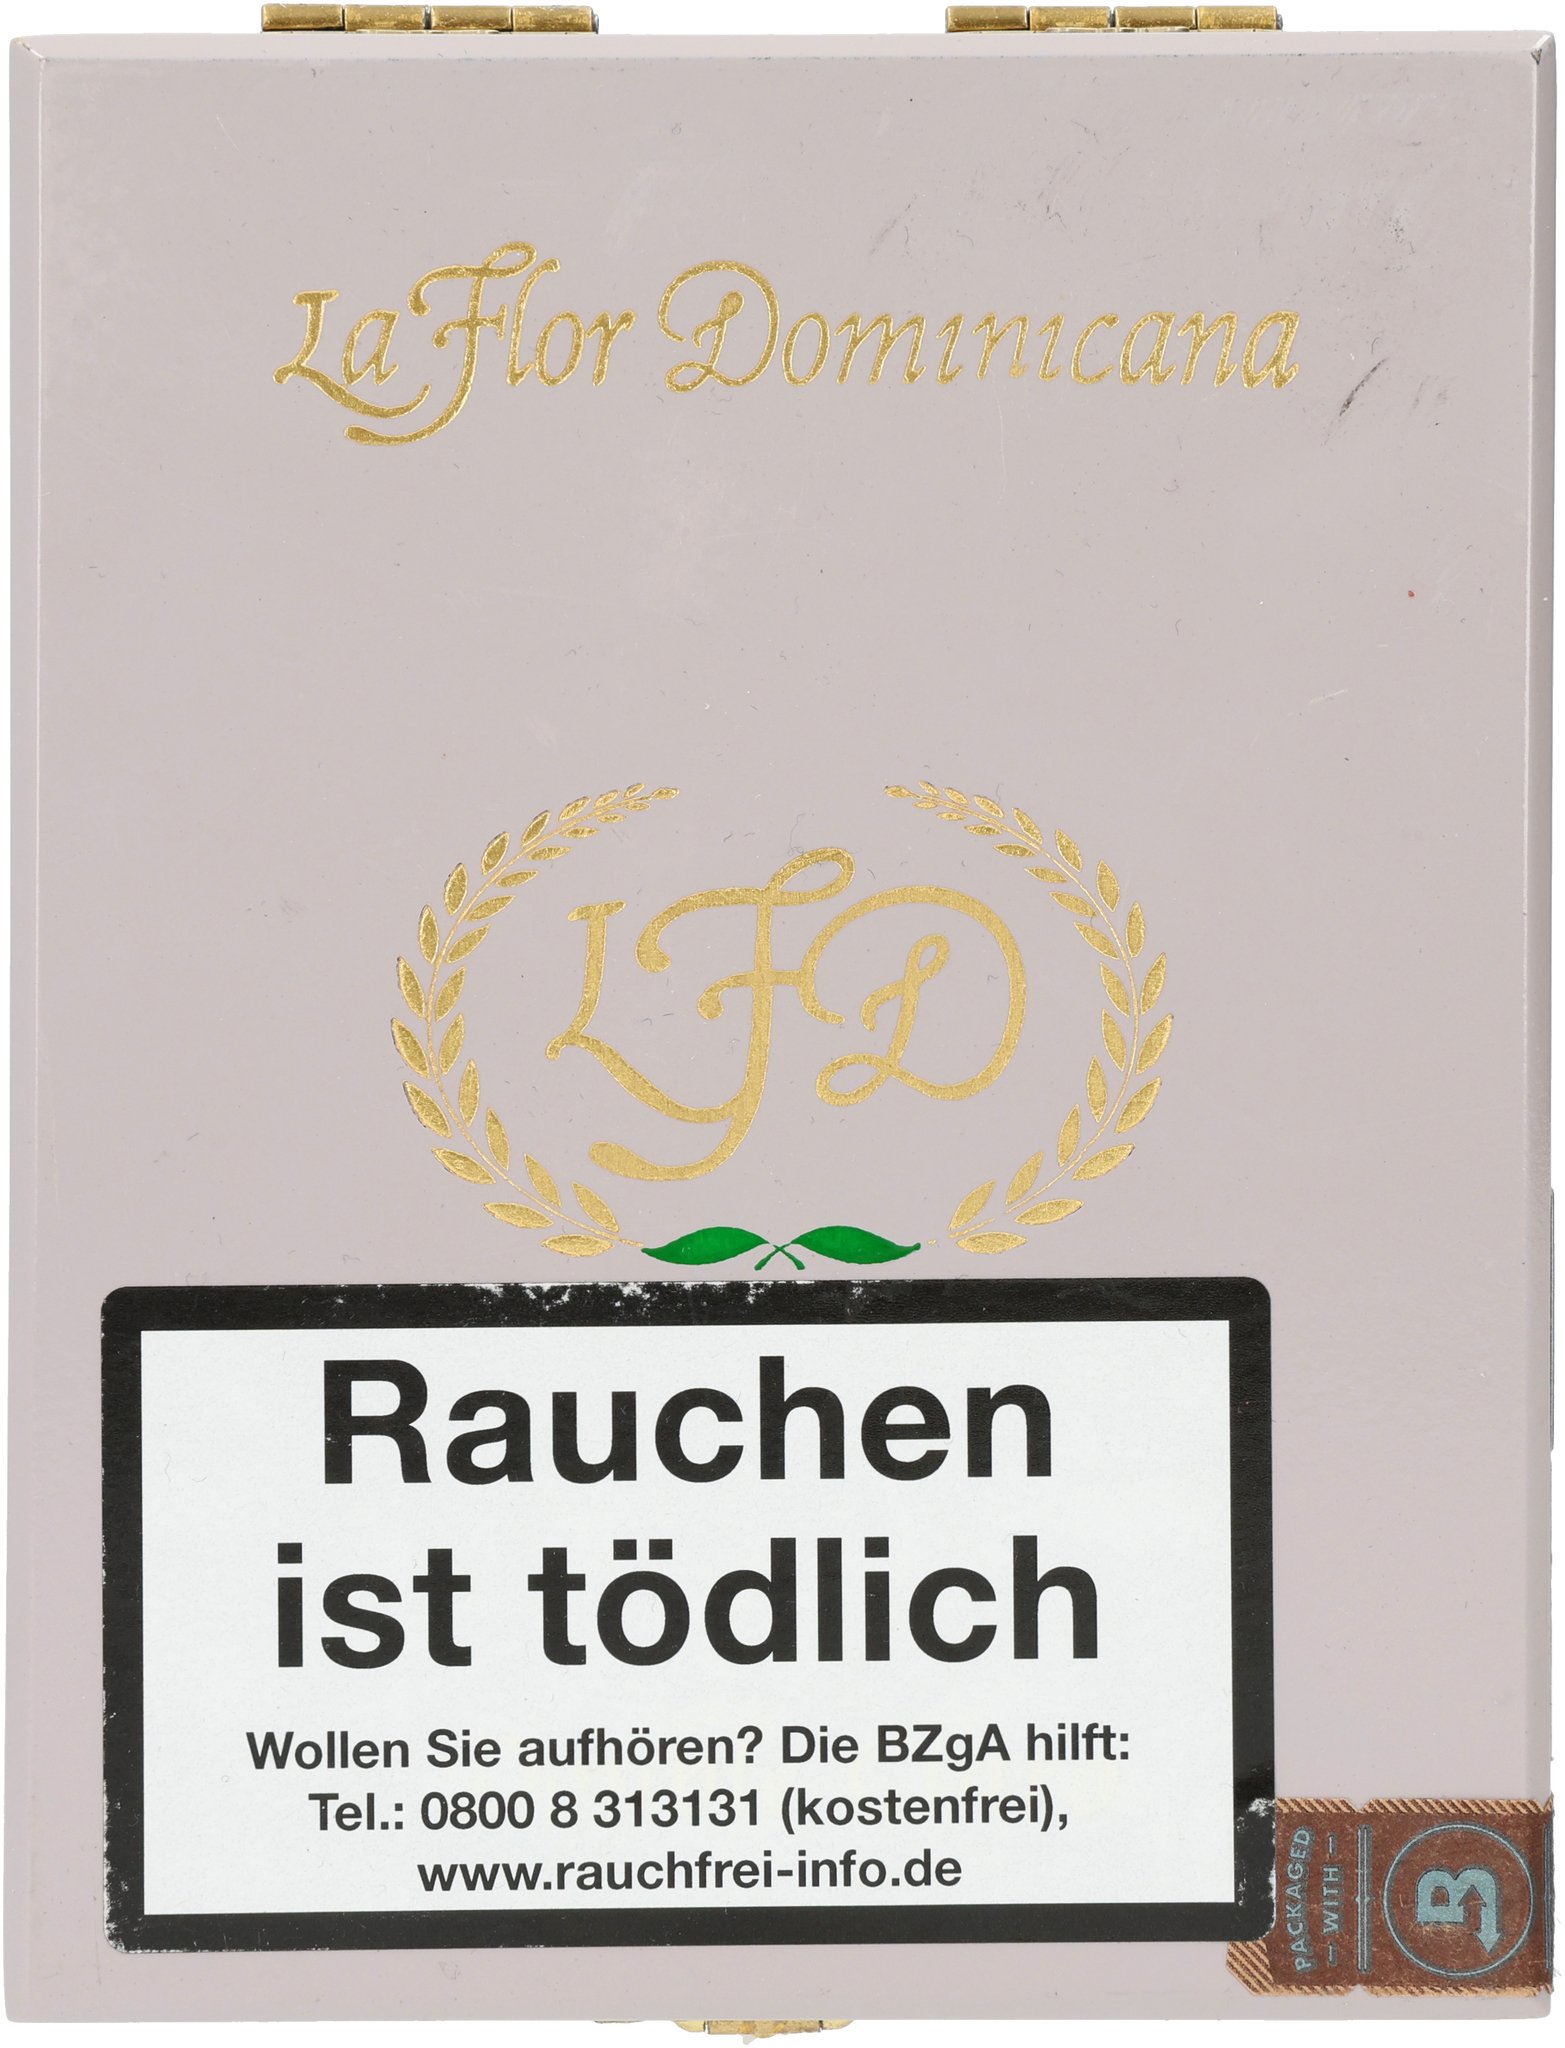 La Flor Dominicana
LFD
Rauchen
ist tödlich
Wollen Sie aufhören? Die BZgA hilft:
Tel.: 0800 8 313131 (kostenfrei),
www.rauchfrei-info.de
PACKAGED
– WITH –
B